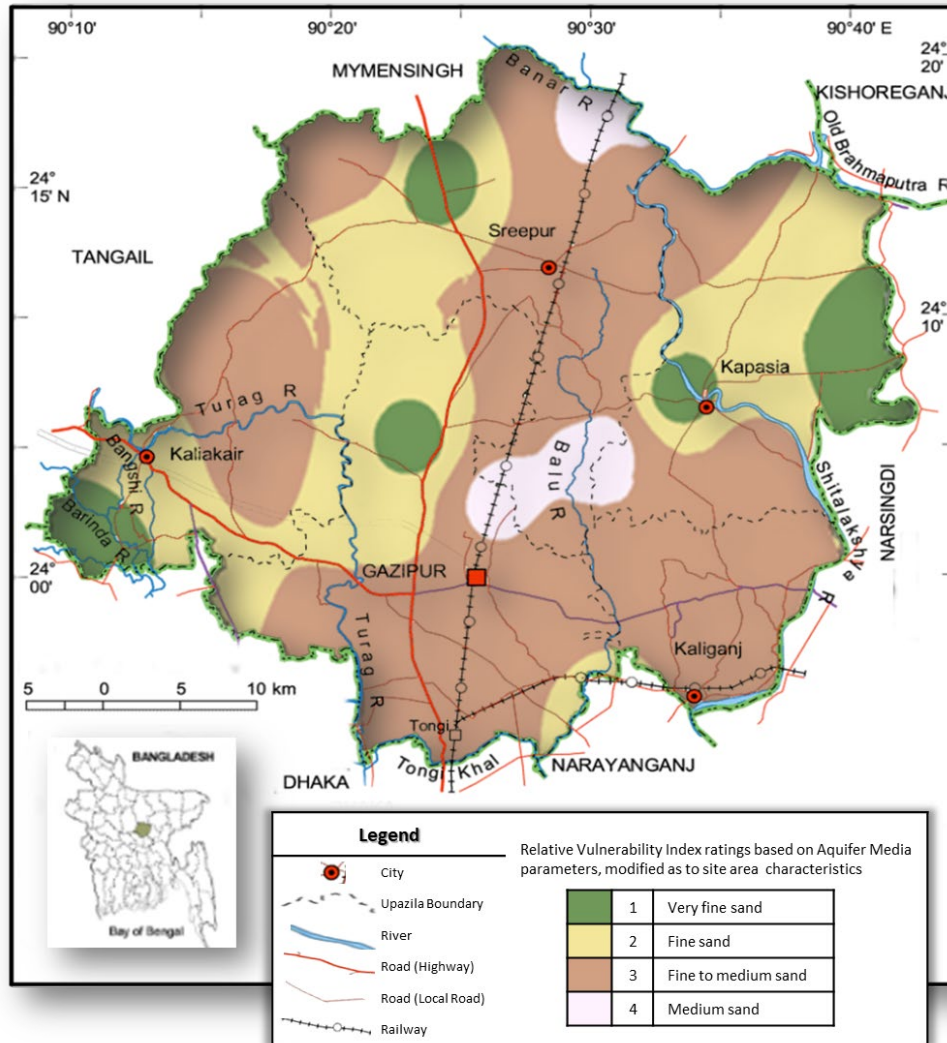 90°10'
90°20'
90°30'
90°40' E
24°
20'
MYMENSINGH
Banar R
KISHOREGANJ
Old Brahmaputra R
24°
15' N
Sreepur
TANGAIL
24°
10'
Kapasia
Turag R
Kaliakair
Bangshi R
Balu R
Barinda R
Shitalakshya R
NARSINGDI
24°
00'
GAZIPUR
Turag R
Kaliganj
5 0 5 10 km
Tongi
Tongi Khal
NARAYANGANJ
DHAKA
BANGLADESH
Bay of Bengal
Legend
City
Upazila Boundary
River
Road (Highway)
Road (Local Road)
Railway
Relative Vulnerability Index ratings based on Aquifer Media
parameters, modified as to site area characteristics
1 Very fine sand
2 Fine sand
3 Fine to medium sand
4 Medium sand